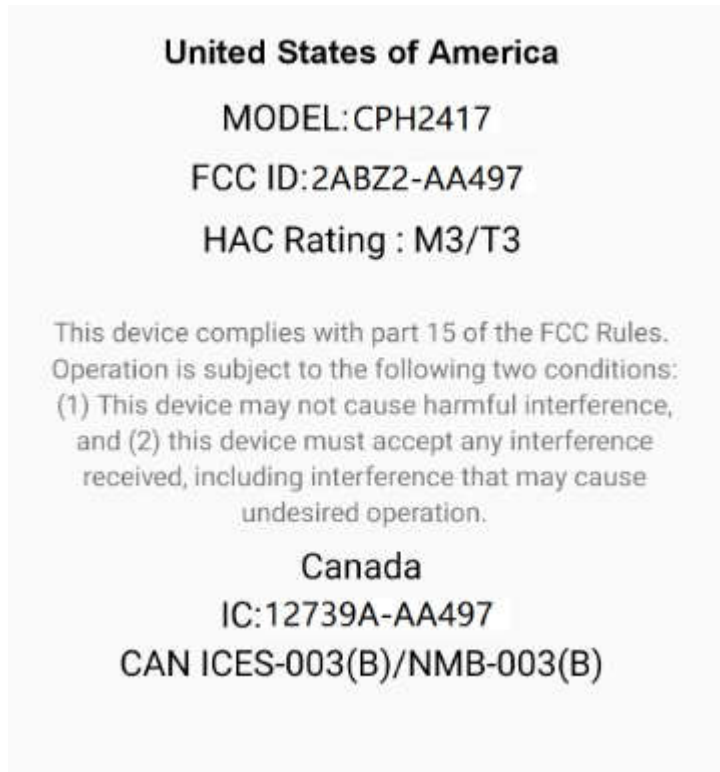 United States of America
MODEL:CPH2417
FCC ID:2ABZ2-AA497
HAC Rating : M3/T3
This device complies with part 15 of the FCC Rules.
Operation is subject to the following two conditions:
(1) This device may not cause harmful interference,
and (2) this device must accept any interference
received, including interference that may cause
undesired operation.
Canada
IC:12739A-AA497
CAN ICES-003(B)/NMB-003(B)